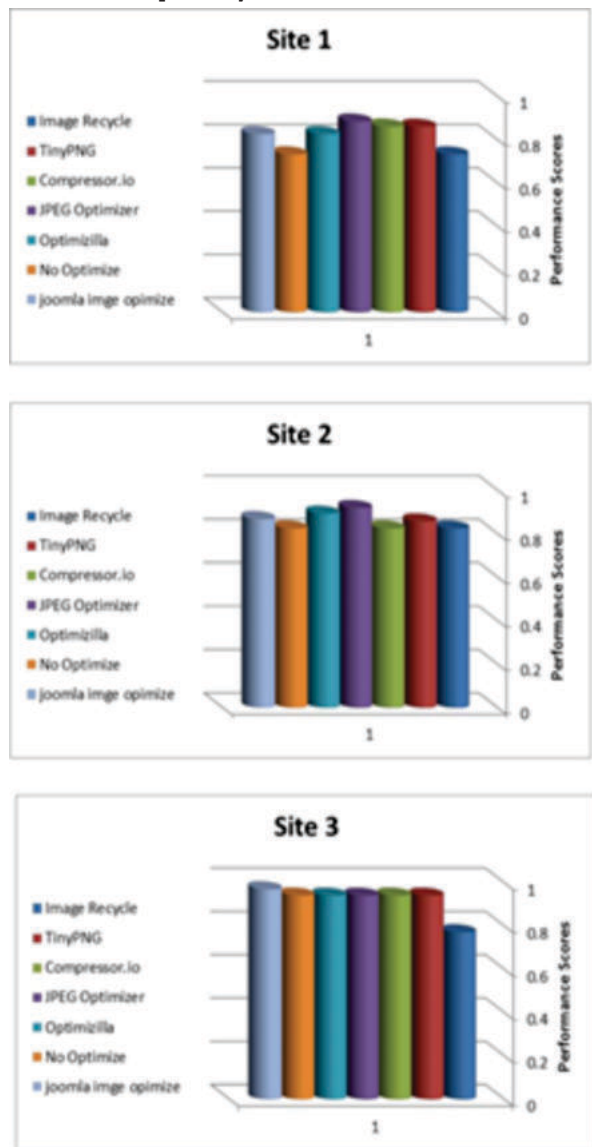 Site 1
Image Recycle
TinyPNG
Compressor.io
JPEG Optimizer
Optimizilla
No Optimize
joomla imge opimize
1
0.8
0.6
0.4
0.2
0
Performance Scores
1
Site 2
Image Recycle
TinyPNG
Compressor.io
JPEG Optimizer
Optimizilla
No Optimize
joomla imge opimize
1
0.8
0.6
0.4
0.2
0
Performance Scores
1
Site 3
Image Recycle
TinyPNG
Compressor.io
JPEG Optimizer
Optimizilla
No Optimize
joomla imge opimize
1
0.8
0.6
0.4
0.2
0
Performance Scores
1